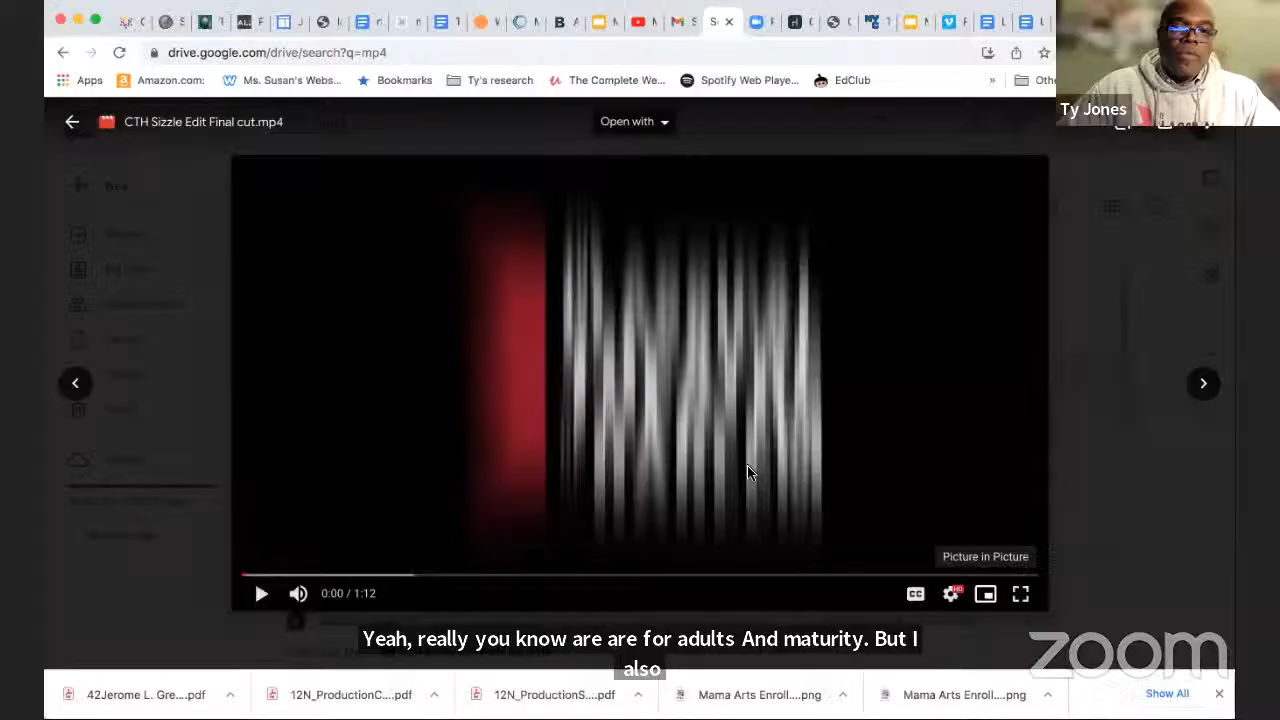 drive.google.com/drive/search?q=mp4
Apps Amazon.com: Ms. Susan's Webs... Bookmarks Ty's research The Complete We... Spotify Web Playe... EdClub » Othe
Ty Jones
CTH Sizzle Edit Final cut.mp4 Open with
Picture in Picture
0:00 / 1:12 CC HD
Yeah, really you know are are for adults And maturity. But I
also
zoom
42Jerome L. Gre....pdf 12N_ProductionC....pdf 12N_ProductionS....pdf Mama Arts Enroll....png Mama Arts Enroll....png Show All